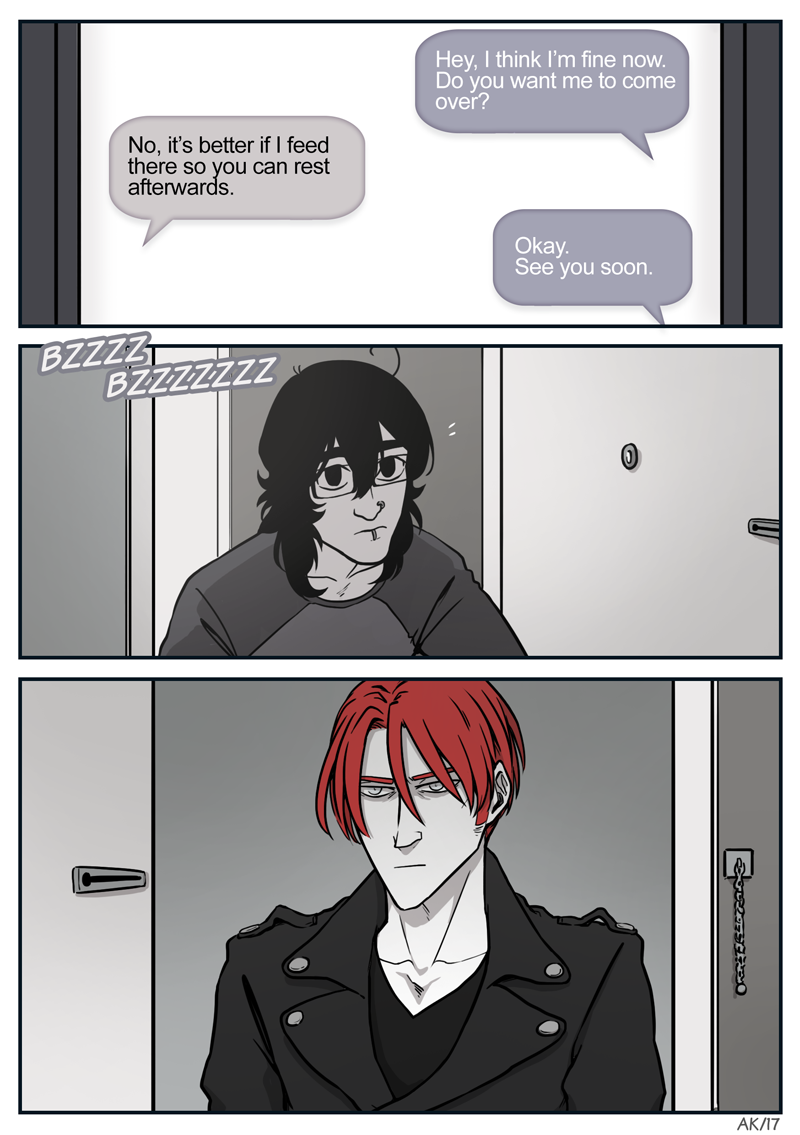 Hey, I think I'm fine now.
Do you want me to come
over?
No, it's better if I feed
there so you can rest
afterwards.
Okay.
See you soon.
BZZZZ
BZZZZZZZ
AK/17